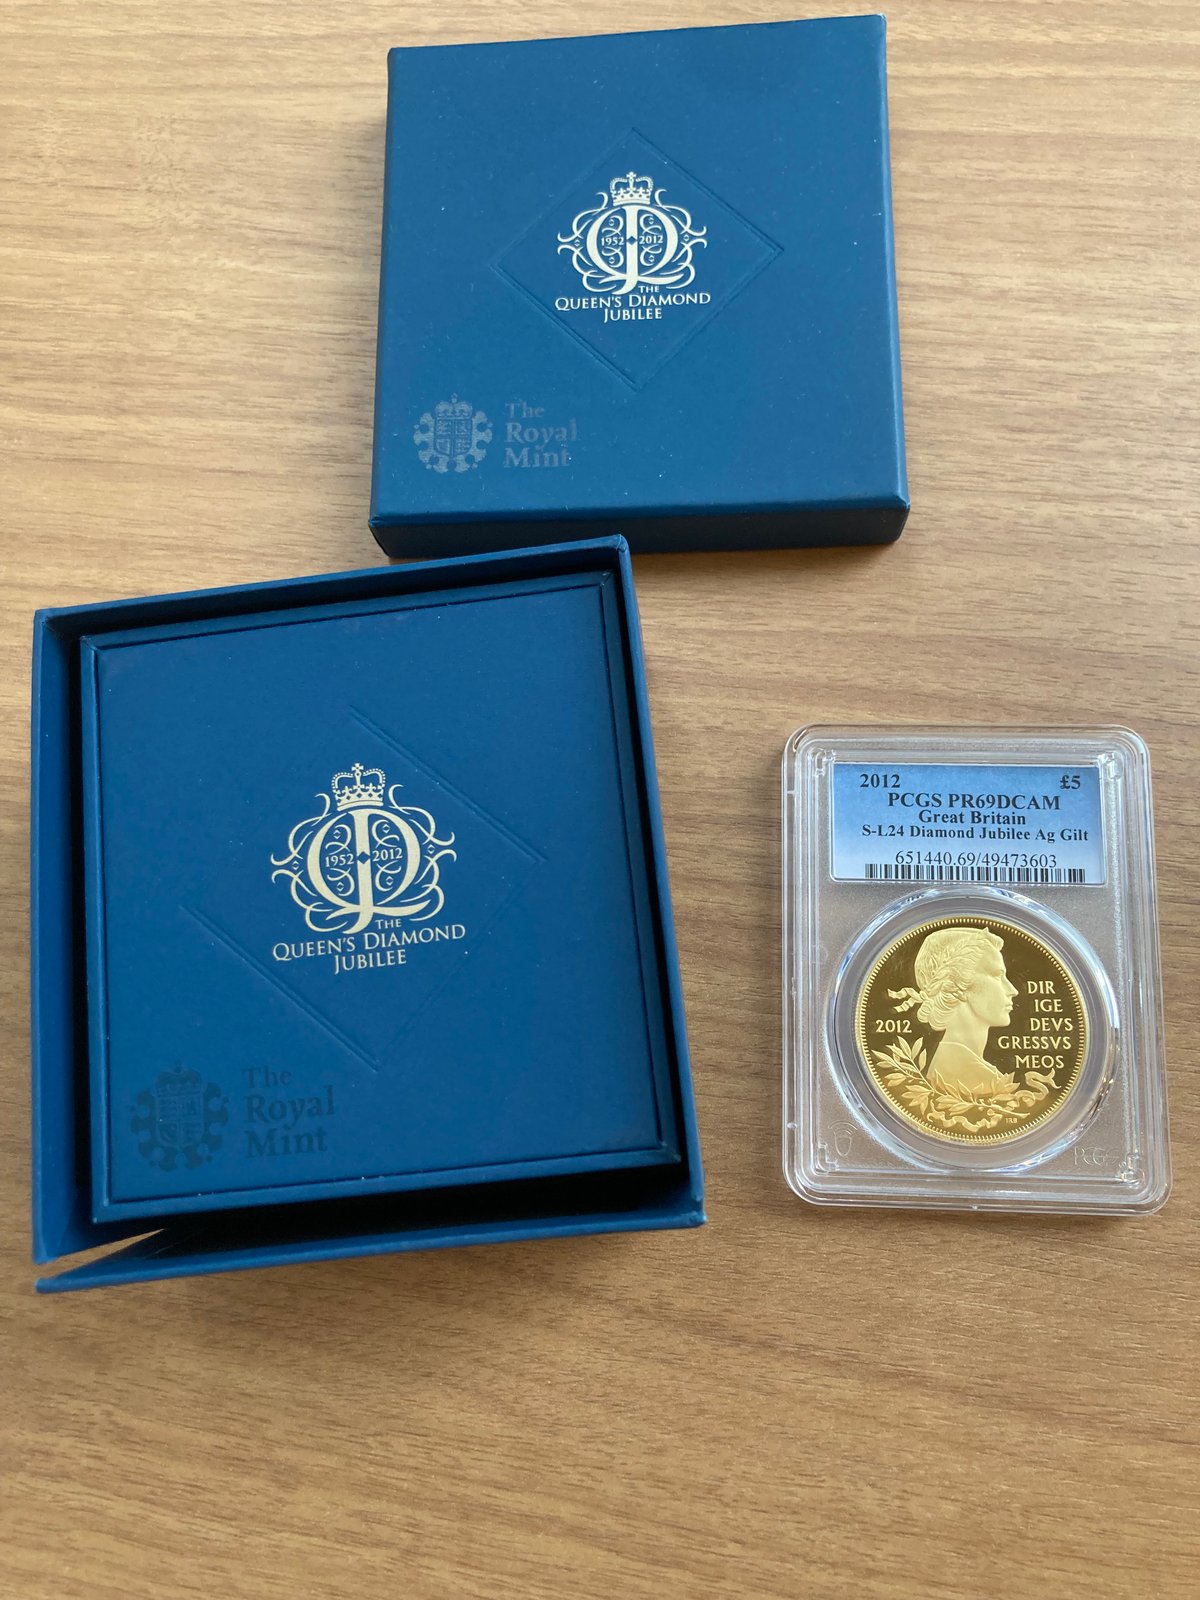 1952 2012
THE
QUEEN'S DIAMOND
JUBILEE
The
Royal
Mint
1952 2012
THE
QUEEN'S DIAMOND
JUBILEE
The
Royal
Mint
2012 £5
PCGS PR69DCAM
Great Britain
S-L24 Diamond Jubilee Ag Gilt
651440.69/49473603
2012
DIR
IGE
DEVS
GRESSVS
MEOS
IRB
PCGS